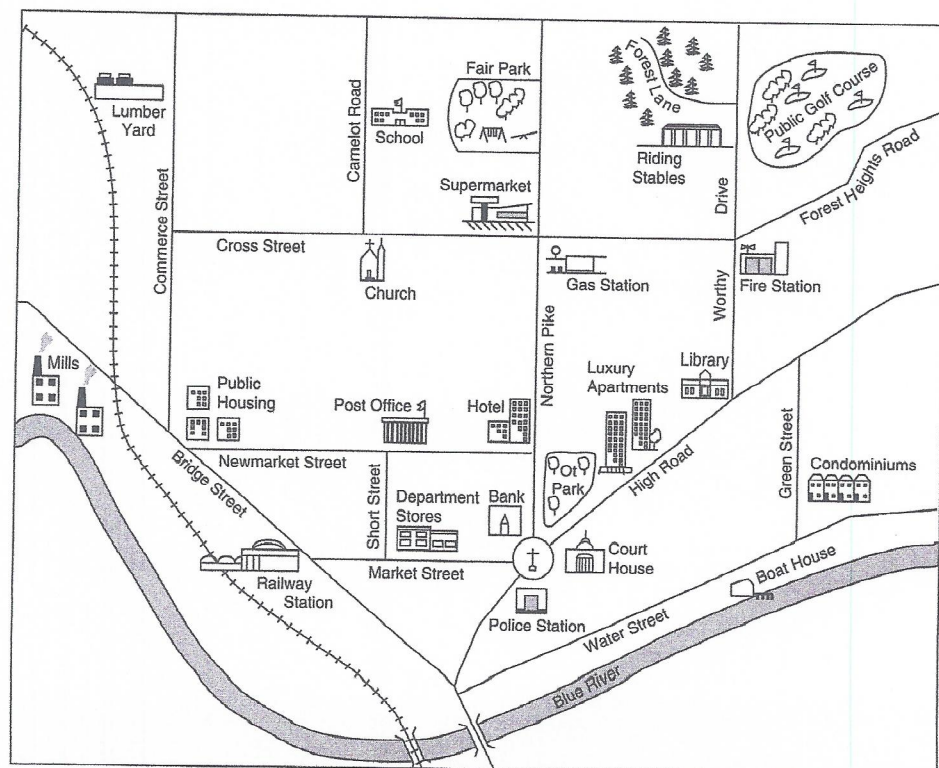 Fair Park
Forest Lane
Public Golf Course
Lumber
Yard
Camelot Road
School
Riding
Stables
Supermarket
Drive
Forest Heights Road
Commerce Street
Cross Street
Church
Gas Station
Worthy
Fire Station
Northern Pike
Mills
Public
Housing
Luxury
Apartments
Library
Post Office
Hotel
Green Street
Newmarket Street
Bridge Street
Short Street
Department
Stores
Bank
Ot
Park
High Road
Condominiums
Market Street
Railway
Station
Court
House
Boat House
Police Station
Water Street
Blue River